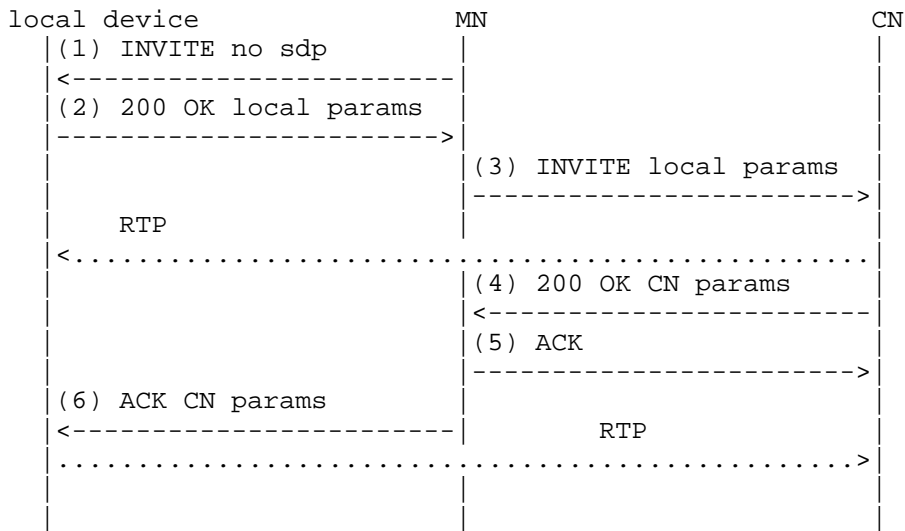 local device MN CN
(1) INVITE no sdp
(2) 200 OK local params
(3) INVITE local params
RTP
(4) 200 OK CN params
(5) ACK
(6) ACK CN params
RTP